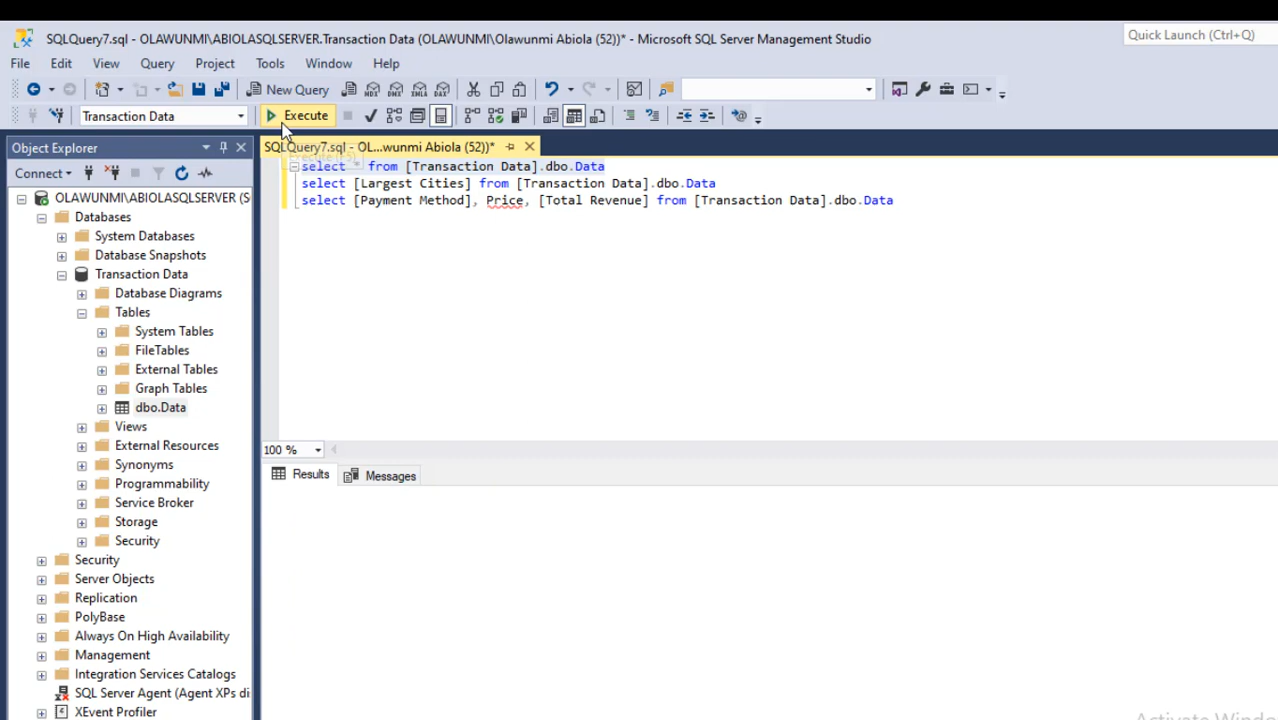 SQLQuery7.sql - OLAWUNMI\ABIOLASQLSERVER.Transaction Data (OLAWUNMI\Olawunmi Abiola (52))* - Microsoft SQL Server Management Studio
Quick Launch (Ctrl+Q)
File Edit View Query Project Tools Window Help
New Query
MDX DMX XMLA DAX
Transaction Data
Execute
Object Explorer
SQLQuery7.sql - OL...wunmi Abiola (52))*
Execute (F5)
Connect
select * from [Transaction Data].dbo.Data
select [Largest Cities] from [Transaction Data].dbo.Data
select [Payment Method], Price, [Total Revenue] from [Transaction Data].dbo.Data
OLAWUNMI\ABIOLASQLSERVER (S
Databases
System Databases
Database Snapshots
Transaction Data
Database Diagrams
Tables
System Tables
FileTables
External Tables
Graph Tables
dbo.Data
Views
External Resources
Synonyms
Programmability
Service Broker
Storage
Security
Security
Server Objects
Replication
PolyBase
Always On High Availability
Management
Integration Services Catalogs
SQL Server Agent (Agent XPs di
XEvent Profiler
100 %
Results
Messages